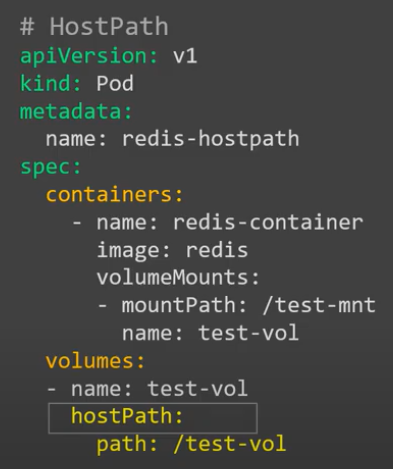 # HostPath
apiVersion: v1
kind: Pod
metadata:
  name: redis-hostpath
spec:
  containers:
    - name: redis-container
      image: redis
      volumeMounts:
      - mountPath: /test-mnt
        name: test-vol
  volumes:
  - name: test-vol
    hostPath:
      path: /test-vol